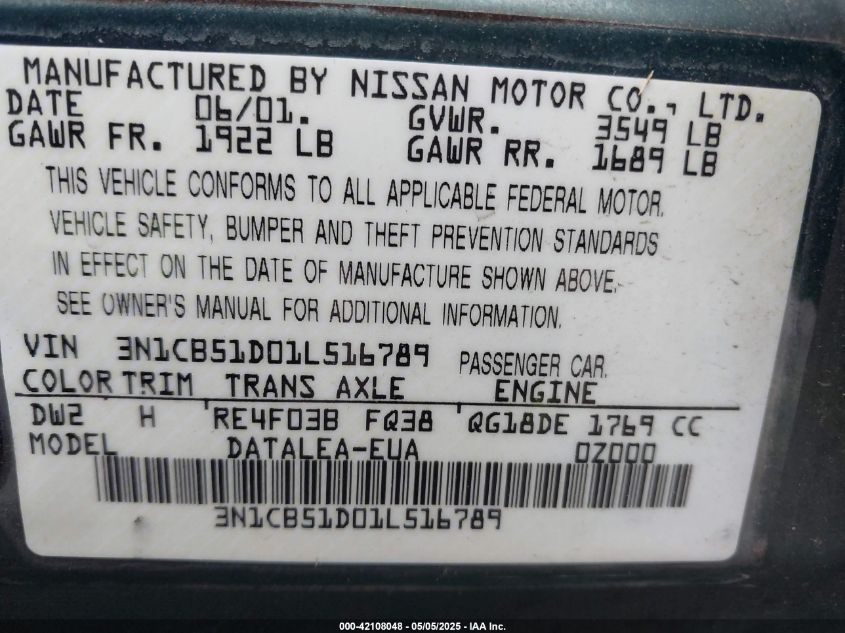 MANUFACTURED BY NISSAN MOTOR CO., LTD.
DATE 06/01. GVWR. 3549 LB
GAWR FR. 1922 LB GAWR RR. 1689 LB
THIS VEHICLE CONFORMS TO ALL APPLICABLE FEDERAL MOTOR
VEHICLE SAFETY, BUMPER AND THEFT PREVENTION STANDARDS
IN EFFECT ON THE DATE OF MANUFACTURE SHOWN ABOVE.
SEE OWNER'S MANUAL FOR ADDITIONAL INFORMATION.
VIN 3N1CB51D01L516789 PASSENGER CAR.
COLOR TRIM TRANS AXLE ENGINE
DW2 H RE4F03B FQ38 QG18DE 1769 CC
MODEL DATALEA-EUA 0Z000
3N1CB51D01L516789
000-42108048 - 05/05/2025 - IAA Inc.